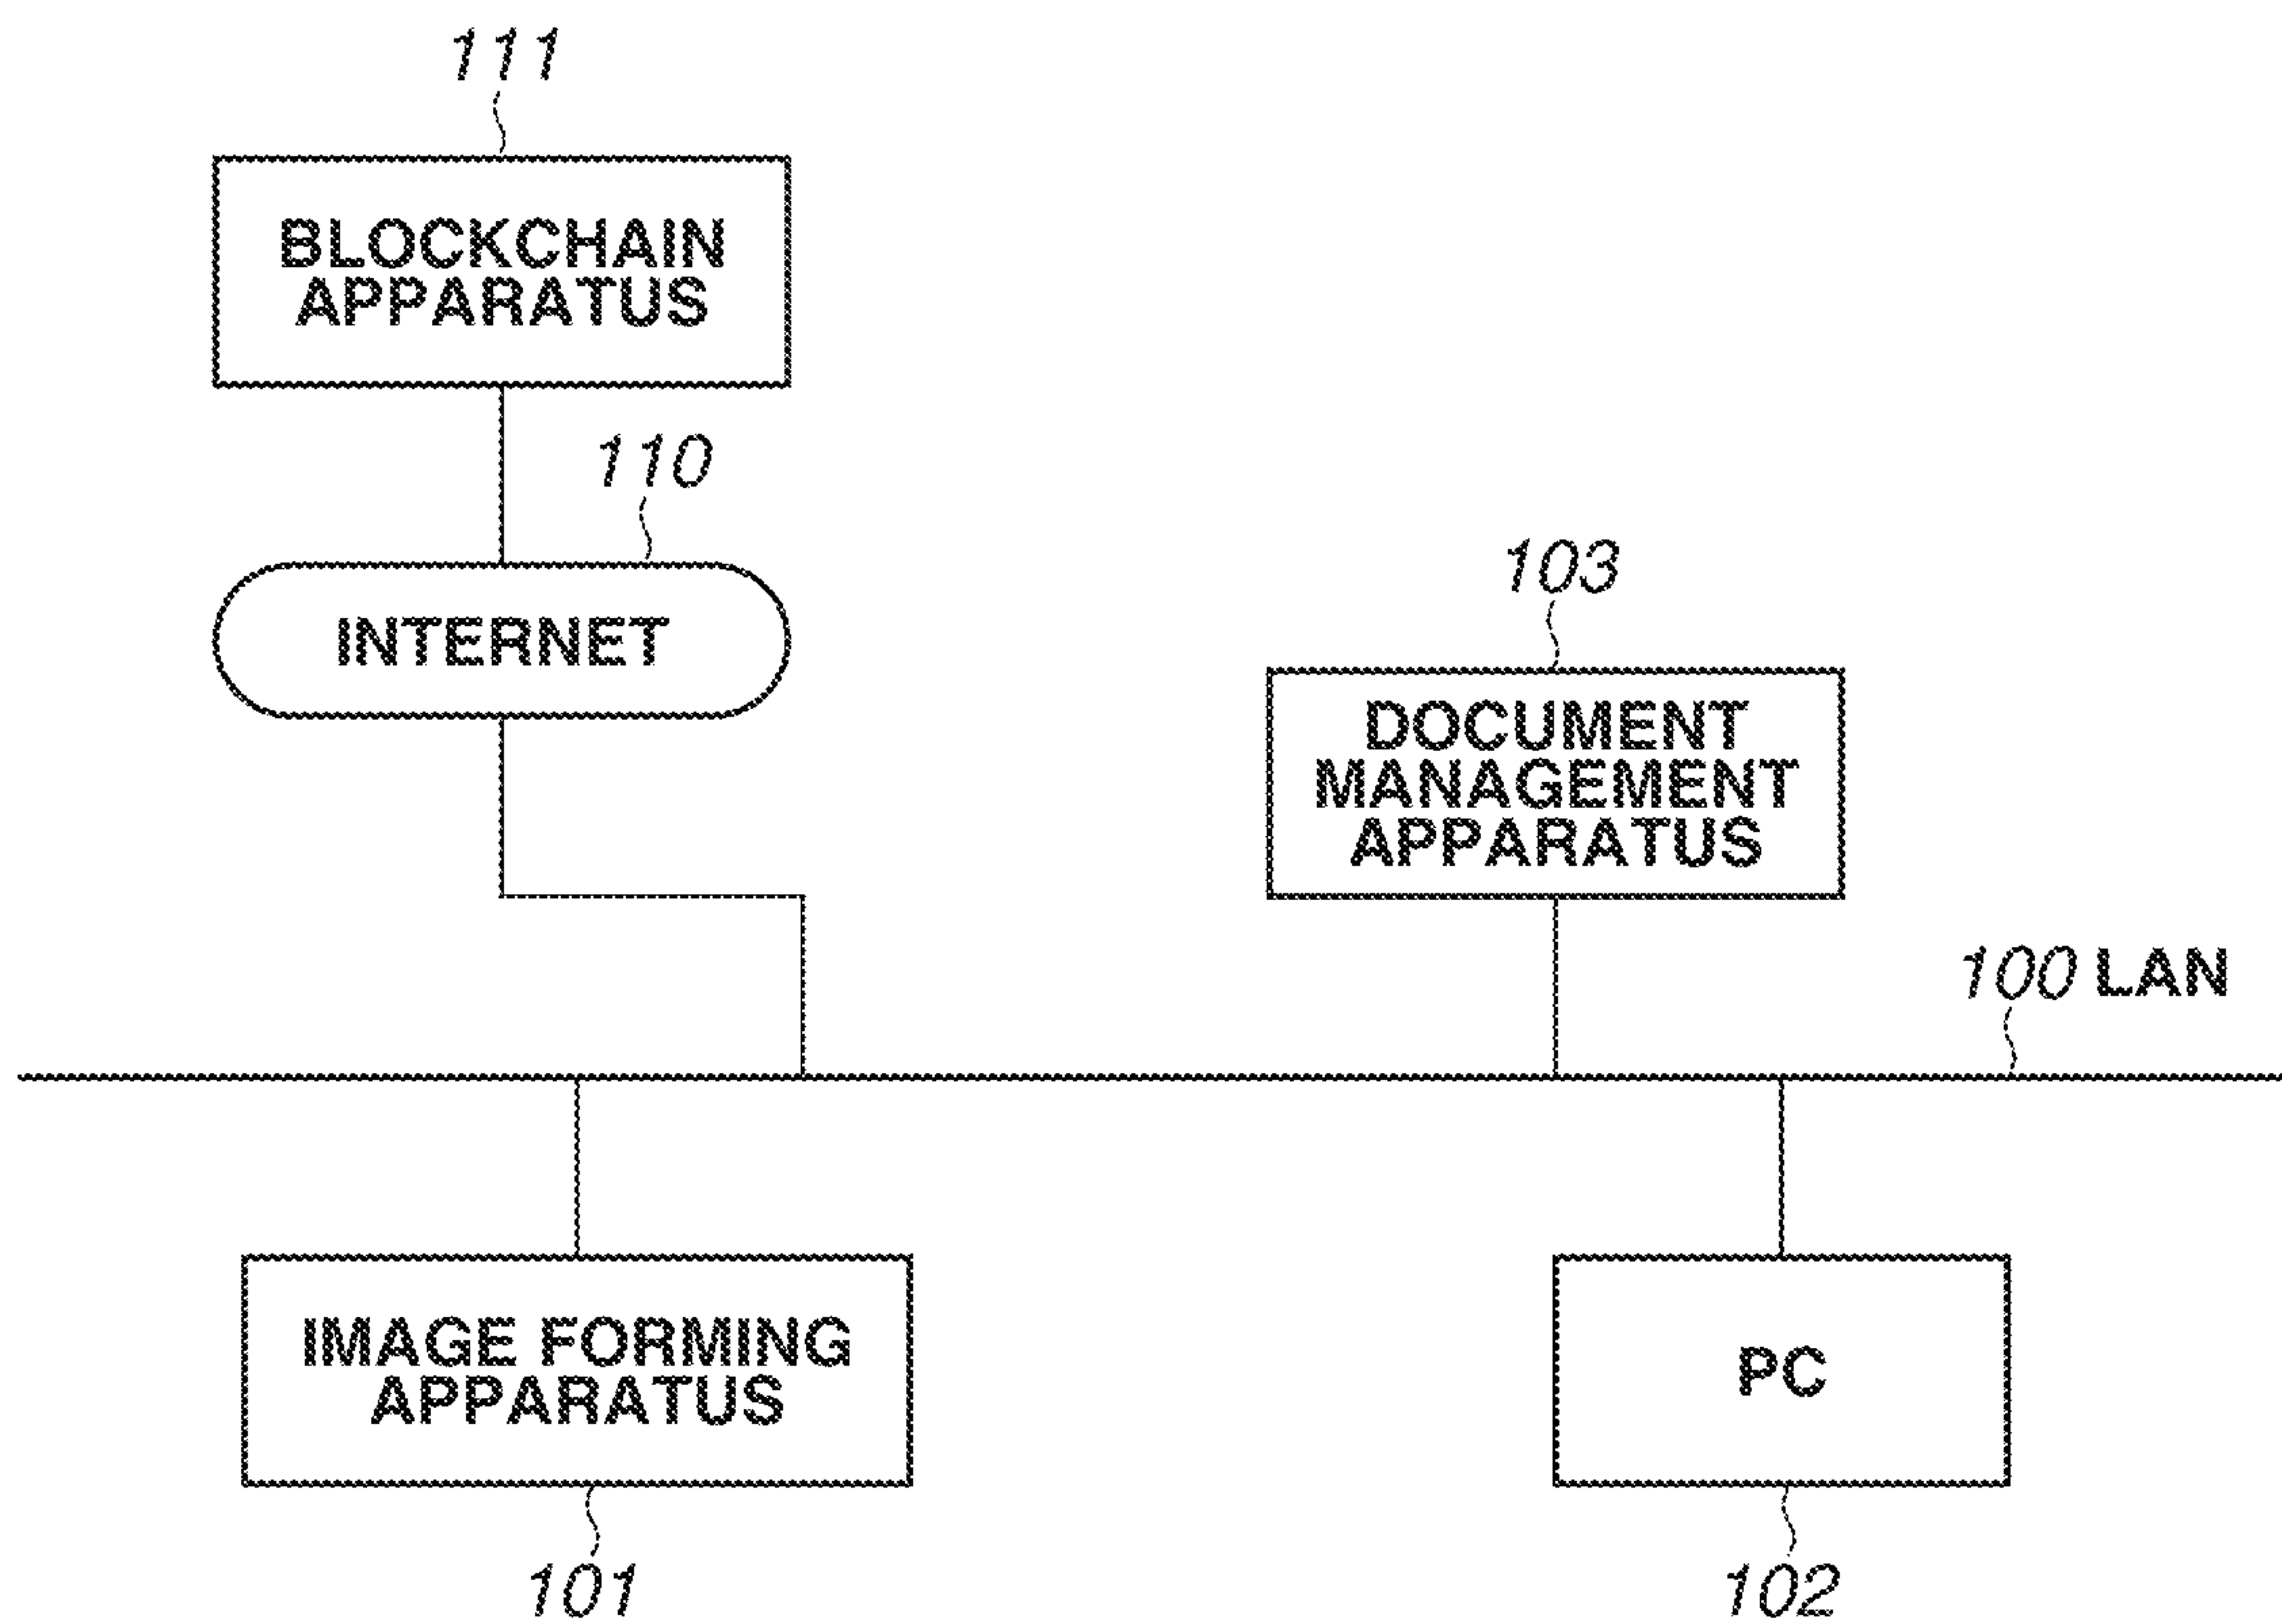 111
BLOCKCHAIN
APPARATUS
110
INTERNET
103
DOCUMENT
MANAGEMENT
APPARATUS
100 LAN
IMAGE FORMING
APPARATUS
PC
101
102